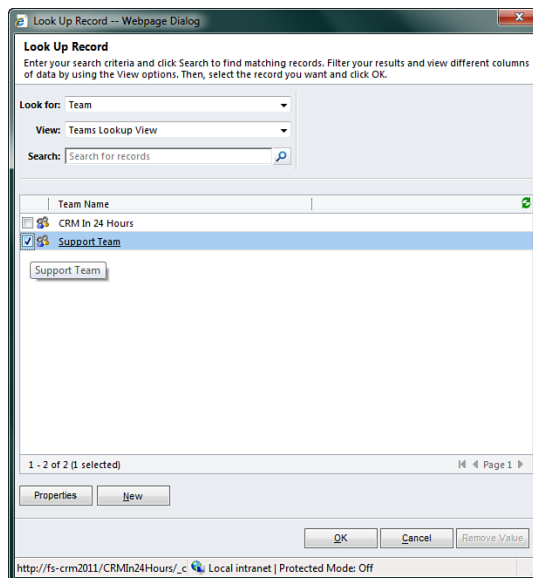 Look Up Record -- Webpage Dialog
x
Look Up Record
Enter your search criteria and click Search to find matching records. Filter your results and view different columns
of data by using the View options. Then, select the record you want and click OK.
Look for: Team
View: Teams Lookup View
Search: Search for records
Team Name
CRM In 24 Hours
Support Team
Support Team
1 - 2 of 2 (1 selected) Page 1
Properties New
OK Cancel Remove Value
http://fs-crm2011/CRMIn24Hours/_c Local intranet | Protected Mode: Off